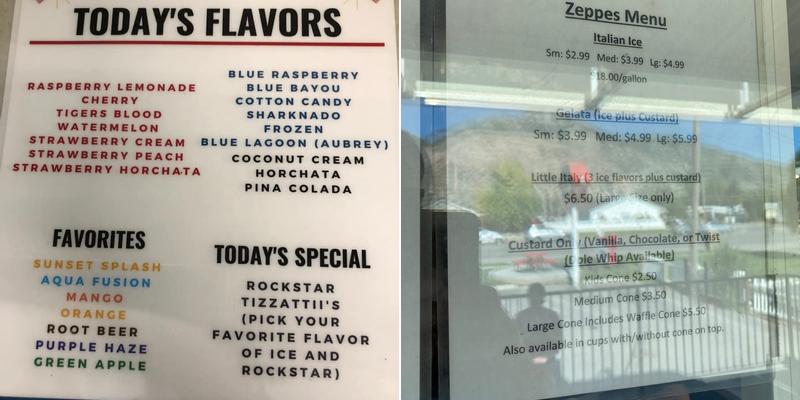 TODAY'S FLAVORS
RASPBERRY LEMONADE
CHERRY
TIGERS BLOOD
WATERMELON
STRAWBERRY CREAM
STRAWBERRY PEACH
STRAWBERRY HORCHATA
BLUE RASPBERRY
BLUE BAYOU
COTTON CANDY
SHARKNADO
FROZEN
BLUE LAGOON (AUBREY)
COCONUT CREAM
HORCHATA
PINA COLADA
FAVORITES
SUNSET SPLASH
AQUA FUSION
MANGO
ORANGE
ROOT BEER
PURPLE HAZE
GREEN APPLE
TODAY'S SPECIAL
ROCKSTAR
TIZZATTII'S
(PICK YOUR
FAVORITE FLAVOR
OF ICE AND
ROCKSTAR)
Zeppes Menu
Italian Ice
Sm: $2.99 Med: $3.99 Lg: $4.99
$18.00/gallon
Gelata (Ice plus Custard)
Sm: $3.99 Med: $4.99 Lg: $5.99
Little Italy (3 ice flavors plus custard)
$6.50 (Large Size only)
Custard Only (Vanilla, Chocolate, or Twist
(Dole Whip Available)
Kids Cone $2.50
Medium Cone $3.50
Large Cone Includes Waffle Cone $5.50
Also available in cups with/without cone on top.